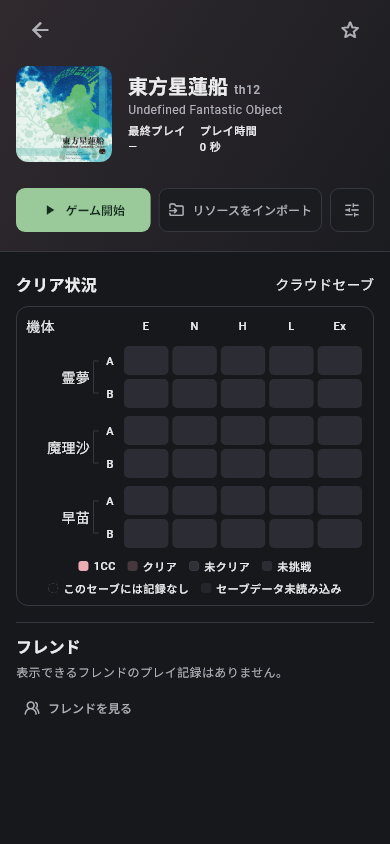 東方星蓮船 th12
Undefined Fantastic Object
最終プレイ プレイ時間
— 0 秒
東方星蓮船
ゲーム開始
リソースをインポート
クリア状況
クラウドセーブ
機体 E N H L Ex
霊夢
A
B
魔理沙
A
B
早苗
A
B
1CC クリア 未クリア 未挑戦
このセーブには記録なし セーブデータ未読み込み
フレンド
表示できるフレンドのプレイ記録はありません。
フレンドを見る